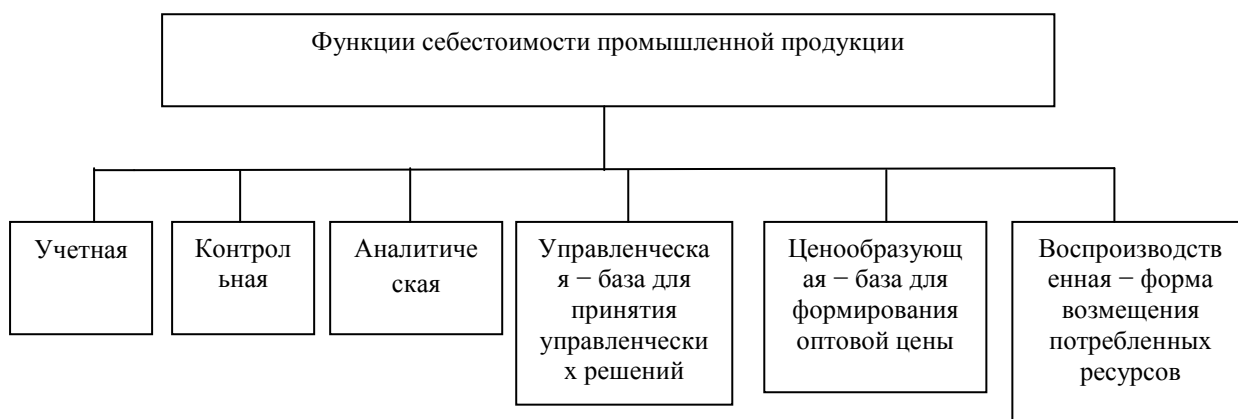 Функции себестоимости промышленной продукции
Учетная
Контрол
ьная
Аналитиче
ская
Управленческа
я − база для
принятия
управленчески
х решений
Ценообразующ
ая − база для
формирования
оптовой цены
Воспроизводств
енная − форма
возмещения
потребленных
ресурсов